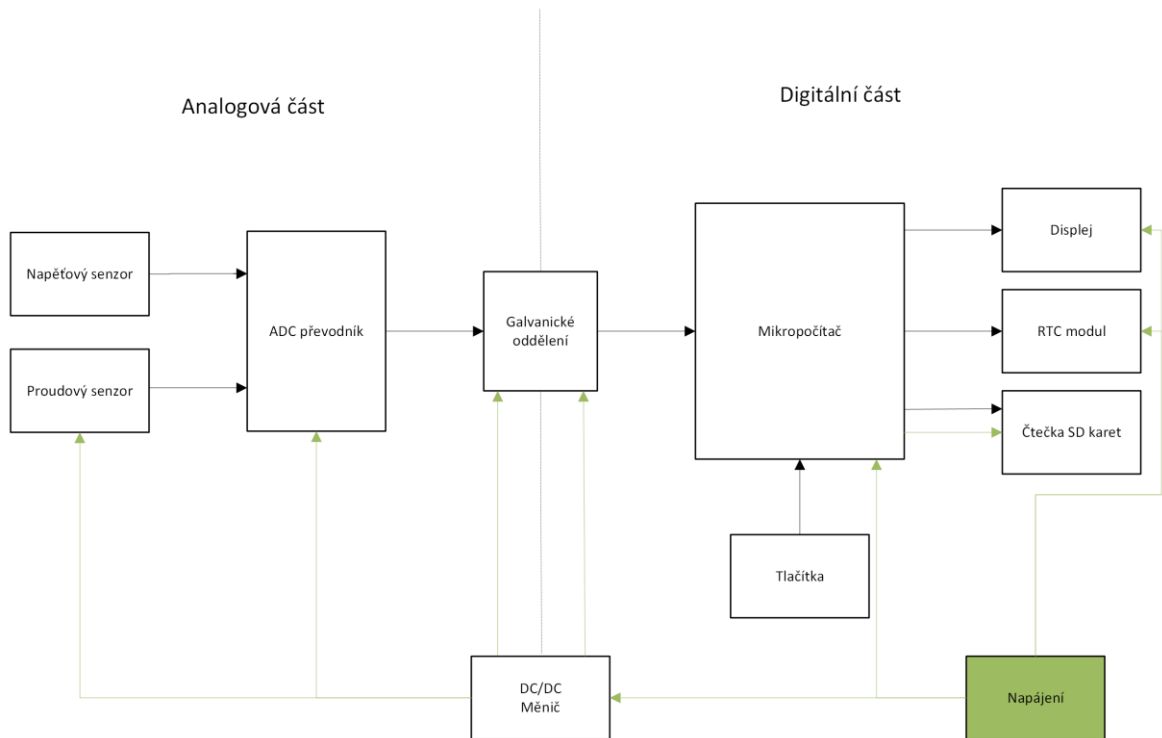 Analogová část
Digitální část
Napěťový senzor
Proudový senzor
ADC převodník
Galvanické
oddělení
Mikropočítač
Displej
RTC modul
Čtečka SD karet
Tlačítka
DC/DC
Měnič
Napájení